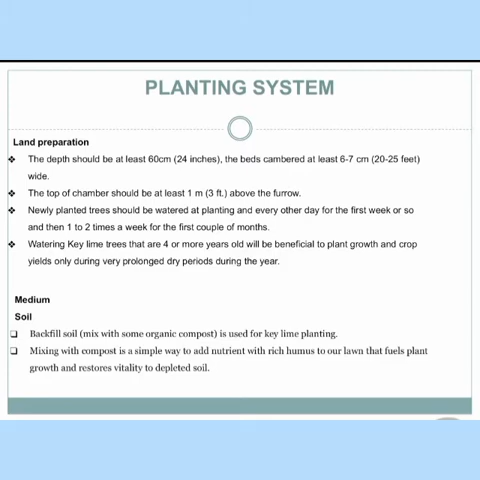 PLANTING SYSTEM
Land preparation
❖ The depth should be at least 60cm (24 inches), the beds cambered at least 6-7 cm (20-25 feet)
wide.
❖ The top of chamber should be at least 1 m (3 ft.) above the furrow.
❖ Newly planted trees should be watered at planting and every other day for the first week or so
and then 1 to 2 times a week for the first couple of months.
❖ Watering Key lime trees that are 4 or more years old will be beneficial to plant growth and crop
yields only during very prolonged dry periods during the year.
Medium
Soil
❑ Backfill soil (mix with some organic compost) is used for key lime planting.
❑ Mixing with compost is a simple way to add nutrient with rich humus to our lawn that fuels plant
growth and restores vitality to depleted soil.